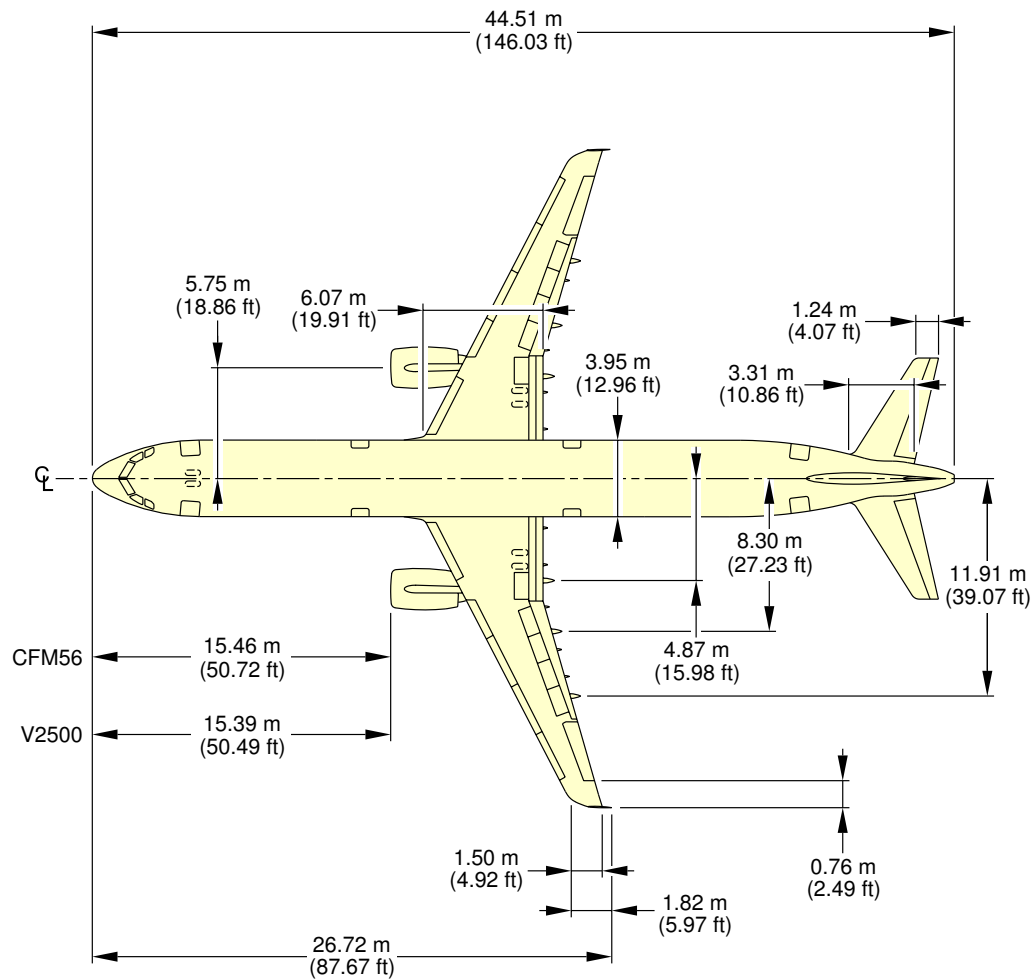 44.51 m
(146.03 ft)
5.75 m
(18.86 ft)
6.07 m
(19.91 ft)
1.24 m
(4.07 ft)
3.95 m
(12.96 ft)
3.31 m
(10.86 ft)
CL
8.30 m
(27.23 ft)
11.91 m
(39.07 ft)
4.87 m
(15.98 ft)
CFM56
15.46 m
(50.72 ft)
V2500
15.39 m
(50.49 ft)
1.50 m
(4.92 ft)
0.76 m
(2.49 ft)
1.82 m
(5.97 ft)
26.72 m
(87.67 ft)